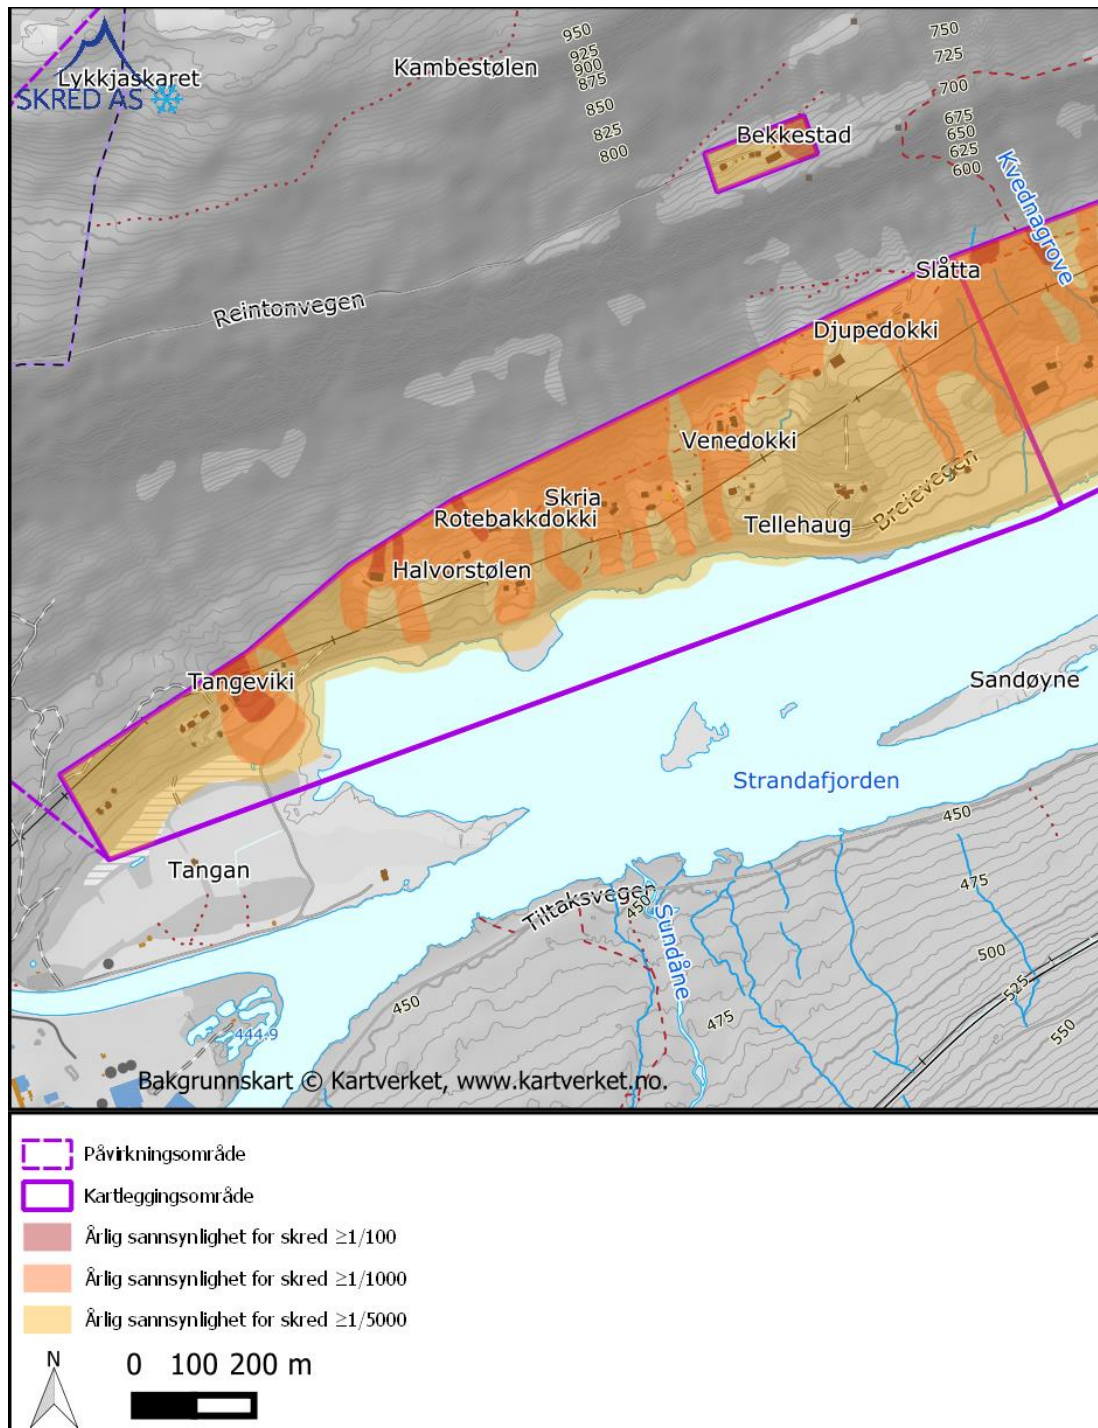 950
925
900
875
850
825
800
750
725
700
675
650
625
600
Lykkjaskaret
SKRED AS
Kambestølen
Bekkestad
Kvednagrove
Reintonvegen
Slåtta
Djupedokki
Venedokki
Breievegen
Skria
Rotebakkdokki
Tellehaug
Halvorstølen
Tangeviki
Sandøyne
Strandafjorden
450
Tangan
Tiltaksvegen
450
Sundåne
475
500
525
550
450
475
444.9
Bakgrunnskart © Kartverket, www.kartverket.no.
Påvirkningsområde
Kartleggingsområde
Årlig sannsynlighet for skred ≥1/100
Årlig sannsynlighet for skred ≥1/1000
Årlig sannsynlighet for skred ≥1/5000
N
0 100 200 m